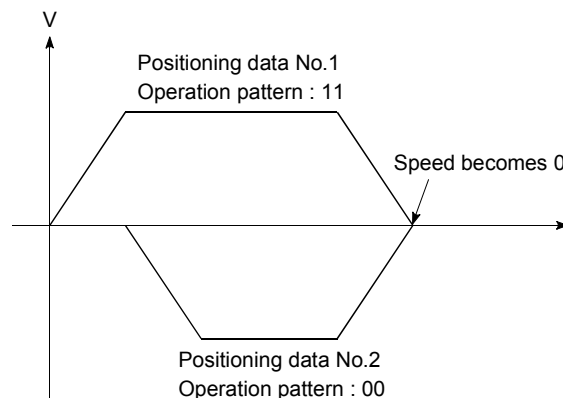 V
Positioning data No.1
Operation pattern : 11
Speed becomes 0
Positioning data No.2
Operation pattern : 00